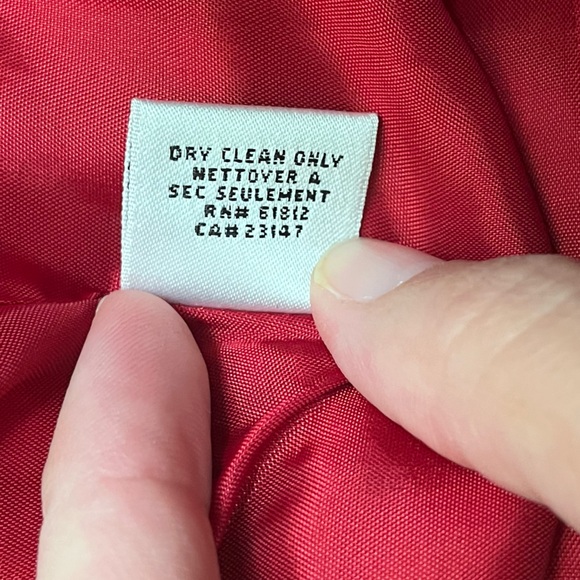 DRY CLEAN ONLY
NETTOYER A
SEC SEULEMENT
RN# 61812
CA# 23147